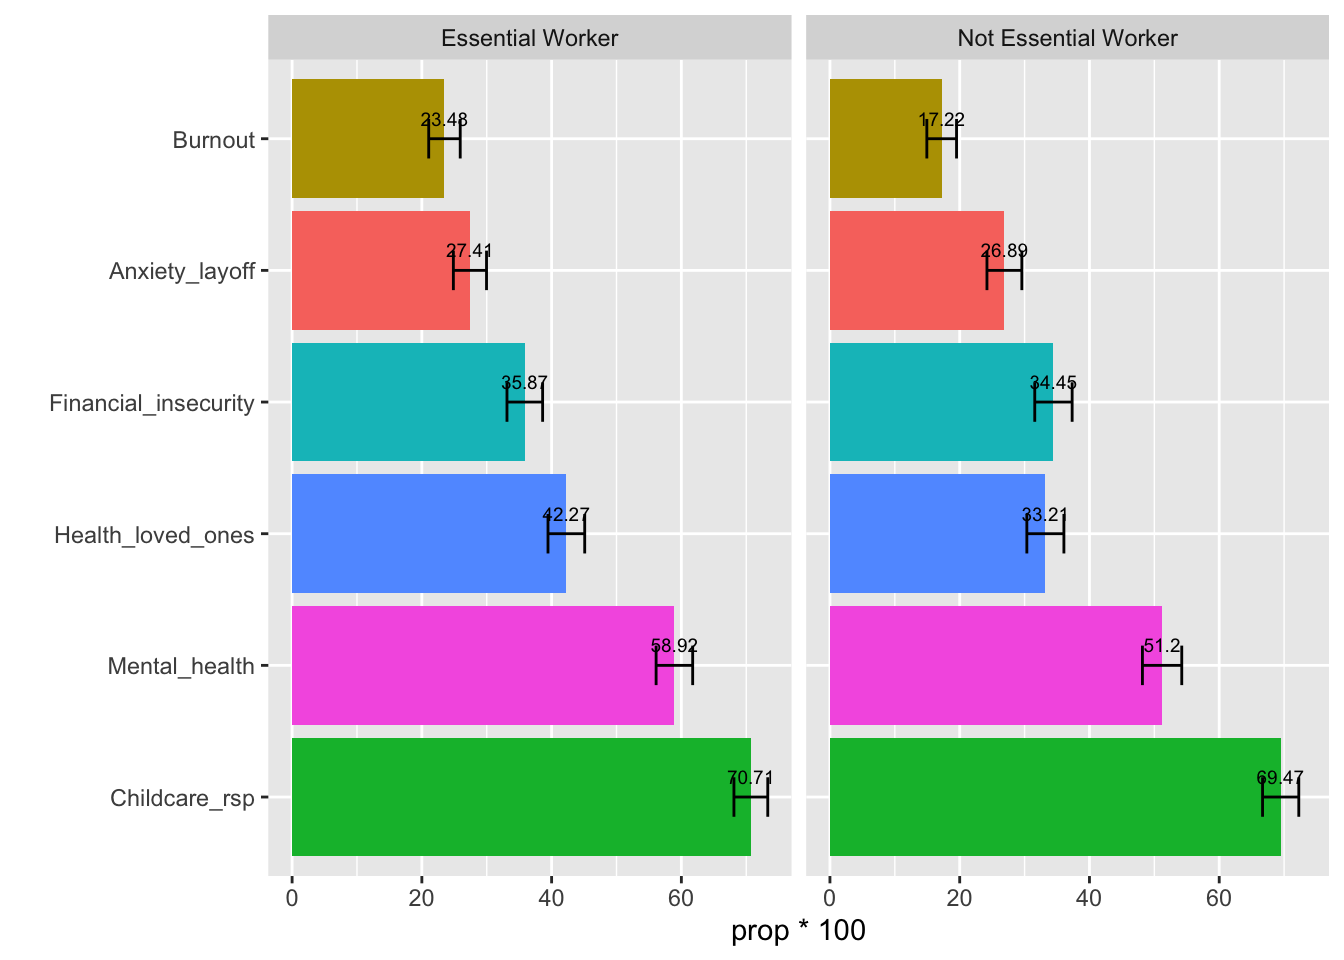 Essential Worker
Not Essential Worker
Burnout
23.48
17.22
Anxiety_layoff
27.41
26.89
Financial_insecurity
35.87
34.45
Health_loved_ones
42.27
33.21
Mental_health
58.92
51.2
Childcare_rsp
70.71
69.47
0 20 40 60
0 20 40 60
prop * 100